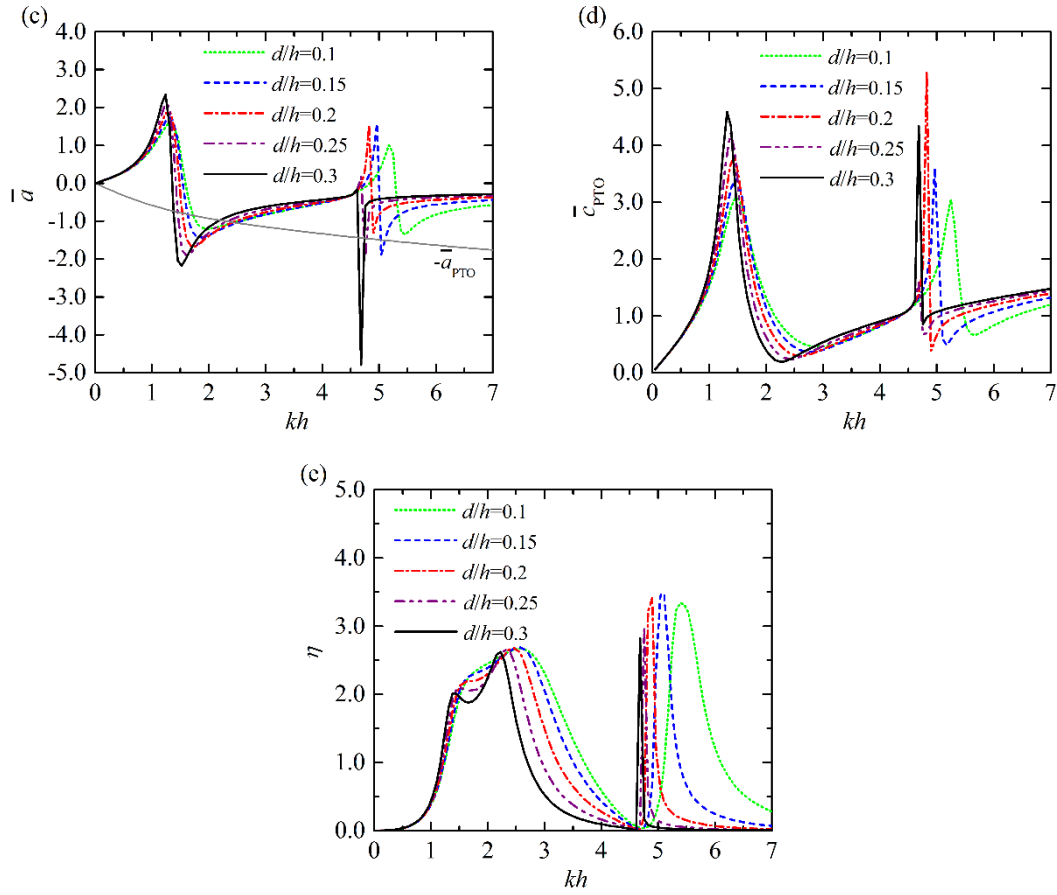 (c)
4.0
3.0
2.0
1.0
0.0
-1.0
-2.0
-3.0
-4.0
-5.0
a̅
d/h=0.1
d/h=0.15
d/h=0.2
d/h=0.25
d/h=0.3
-a̅PTO
0 1 2 3 4 5 6 7
kh
(d)
6.0
5.0
4.0
3.0
2.0
1.0
0.0
c̅PTO
d/h=0.1
d/h=0.15
d/h=0.2
d/h=0.25
d/h=0.3
0 1 2 3 4 5 6 7
kh
(e)
5.0
4.0
3.0
2.0
1.0
0.0
η
d/h=0.1
d/h=0.15
d/h=0.2
d/h=0.25
d/h=0.3
0 1 2 3 4 5 6 7
kh